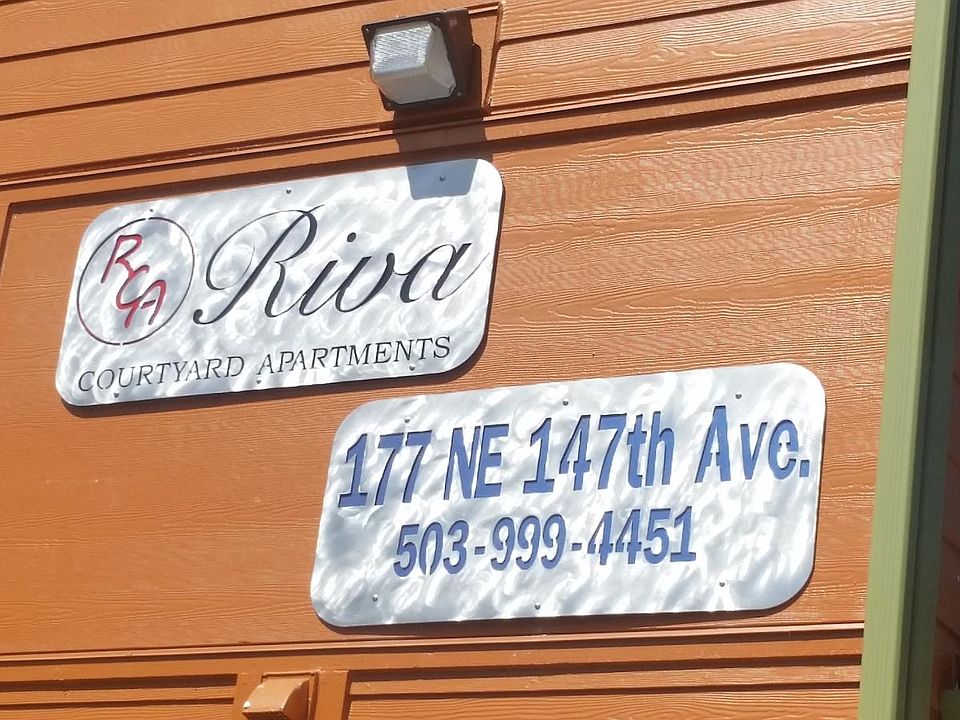 RCA
Riva
COURTYARD APARTMENTS
177 NE 147th Ave.
503-999-4451